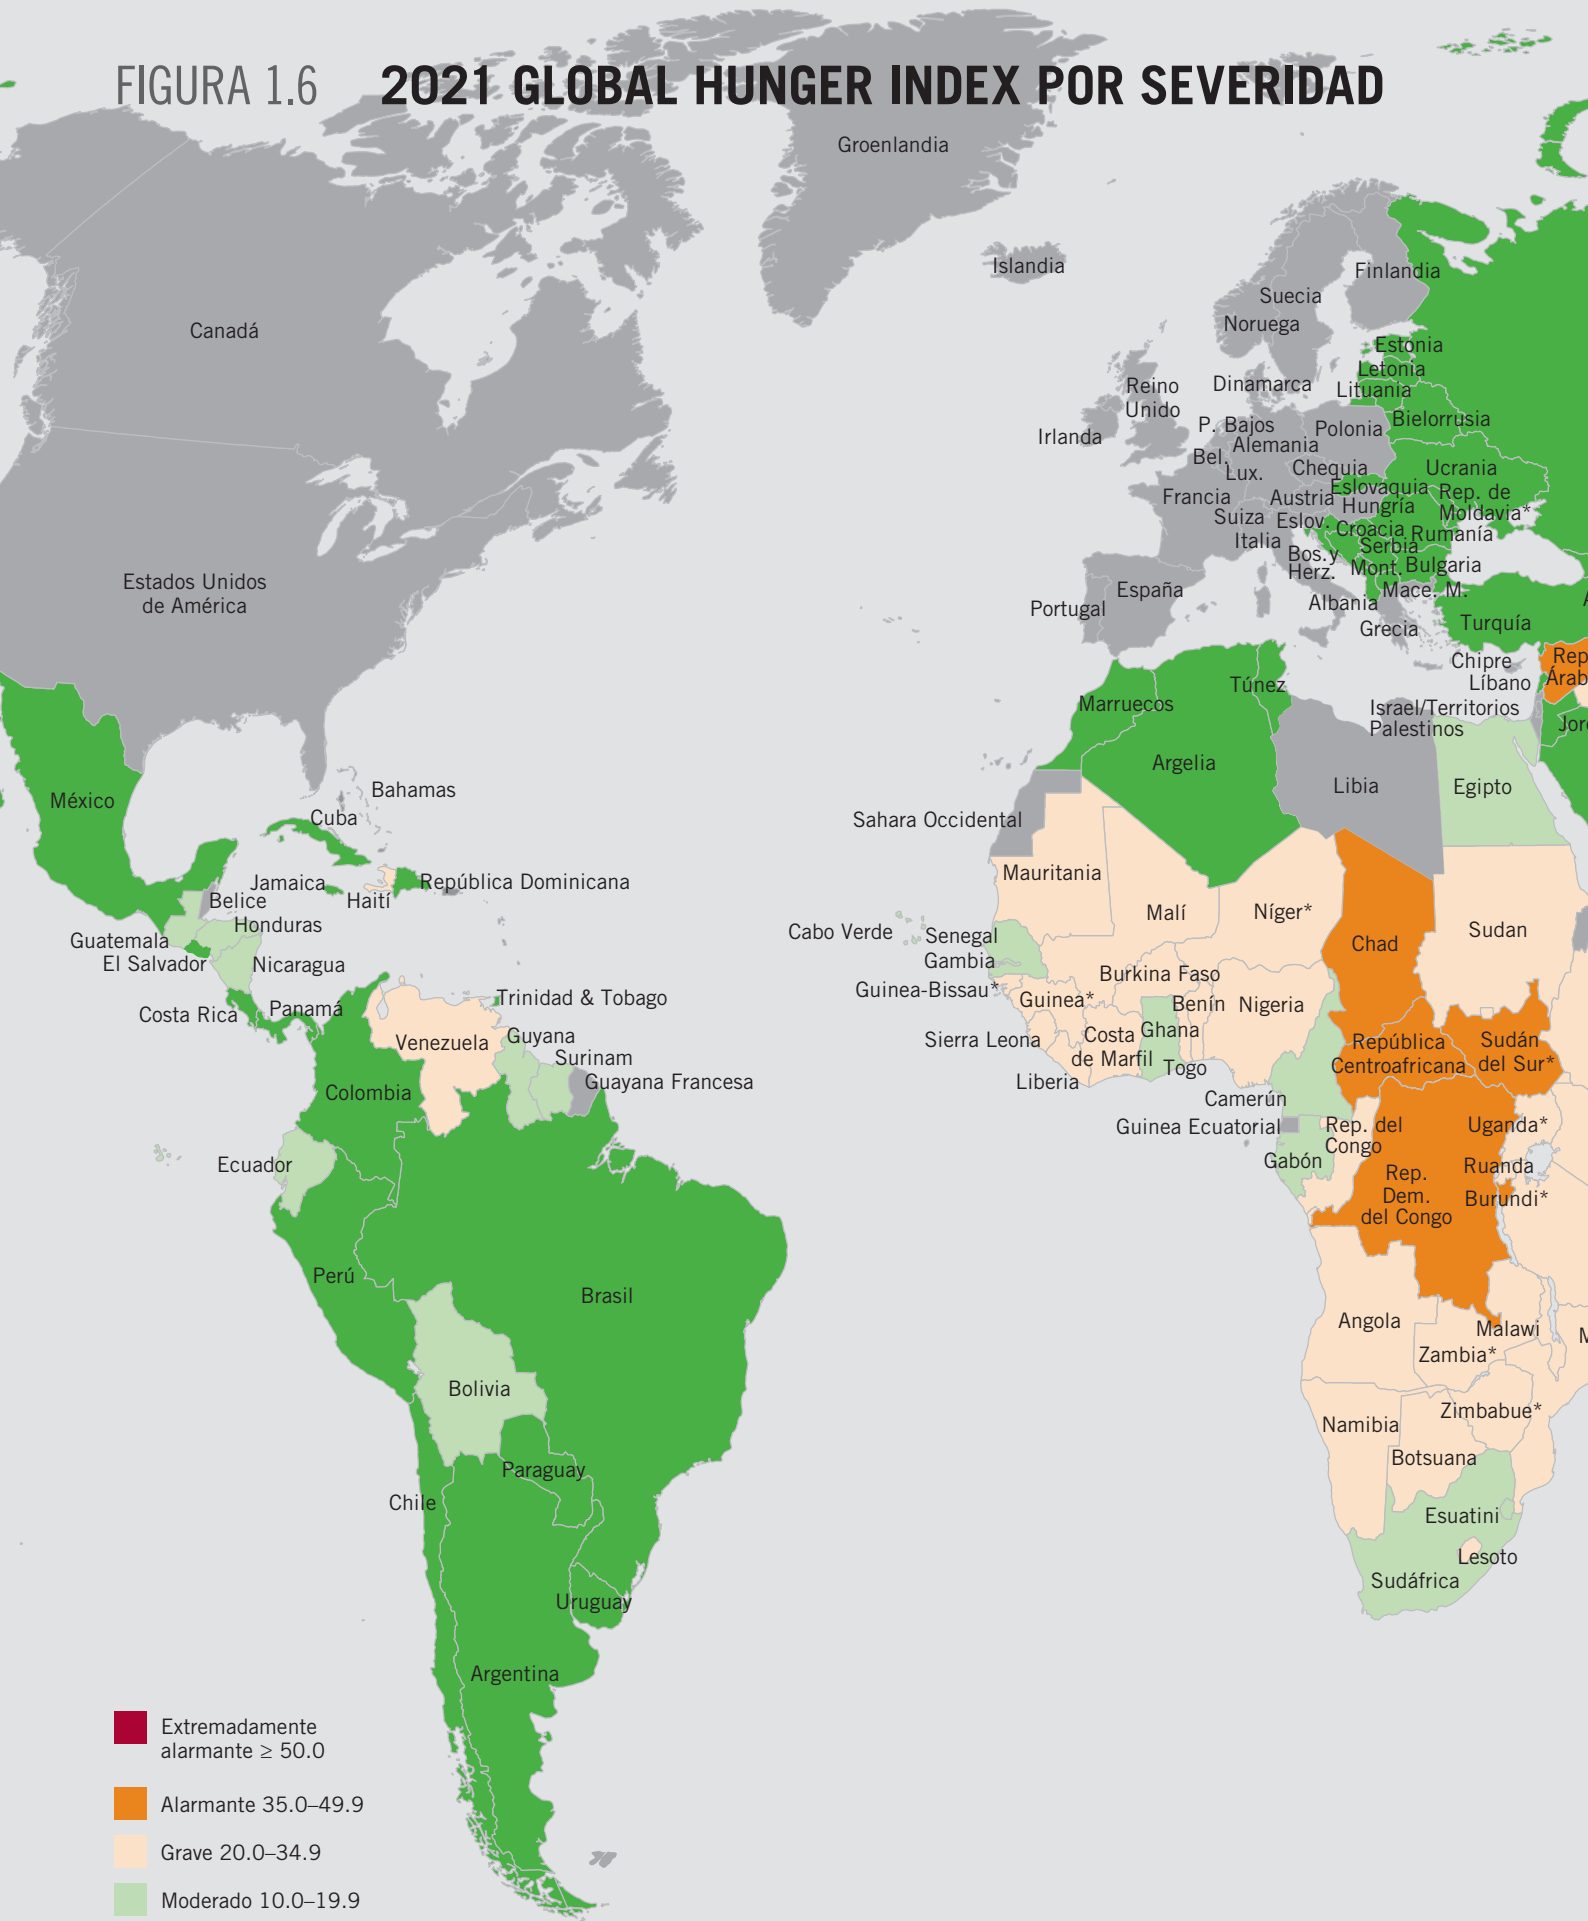 FIGURA 1.6 2021 GLOBAL HUNGER INDEX POR SEVERIDAD
Groenlandia
Islandia
Finlandia
Suecia
Noruega
Canadá
Estonia
Letonia
Lituania
Dinamarca
Reino
Unido
Irlanda
P. Bajos
Alemania
Polonia
Bielorrusia
Bel.
Lux.
Chequia
Ucrania
Eslovaquia
Francia
Austria
Hungría
Rep. de
Moldavia*
Suiza
Eslov.
Croacia
Rumanía
Italia
Serbia
Bos.y
Herz.
Mont.
Bulgaria
España
Mace. M.
Portugal
Albania
Grecia
Turquía
Estados Unidos
de América
Chipre
Líbano
Rep
Árab
Israel/Territorios
Palestinos
Jor
Túnez
Marruecos
Argelia
Libia
Egipto
México
Bahamas
Cuba
Sahara Occidental
Jamaica
Haití
República Dominicana
Belice
Honduras
Guatemala
El Salvador
Nicaragua
Costa Rica
Panamá
Trinidad & Tobago
Mauritania
Malí
Níger*
Chad
Sudan
Cabo Verde
Senegal
Gambia
Guinea-Bissau*
Guinea*
Burkina Faso
Benín
Nigeria
Sierra Leona
Costa
de Marfil
Ghana
Togo
Liberia
República
Centroafricana
Sudán
del Sur*
Camerún
Guinea Ecuatorial
Rep. del
Congo
Gabón
Uganda*
Ruanda
Burundi*
Rep.
Dem.
del Congo
Venezuela
Guyana
Surinam
Guayana Francesa
Colombia
Ecuador
Perú
Brasil
Bolivia
Paraguay
Chile
Uruguay
Argentina
Angola
Malawi
Zambia*
Zimbabue*
Namibia
Botsuana
Esuatini
Lesoto
Sudáfrica
Extremadamente
alarmante ≥ 50.0
Alarmante 35.0–49.9
Grave 20.0–34.9
Moderado 10.0–19.9